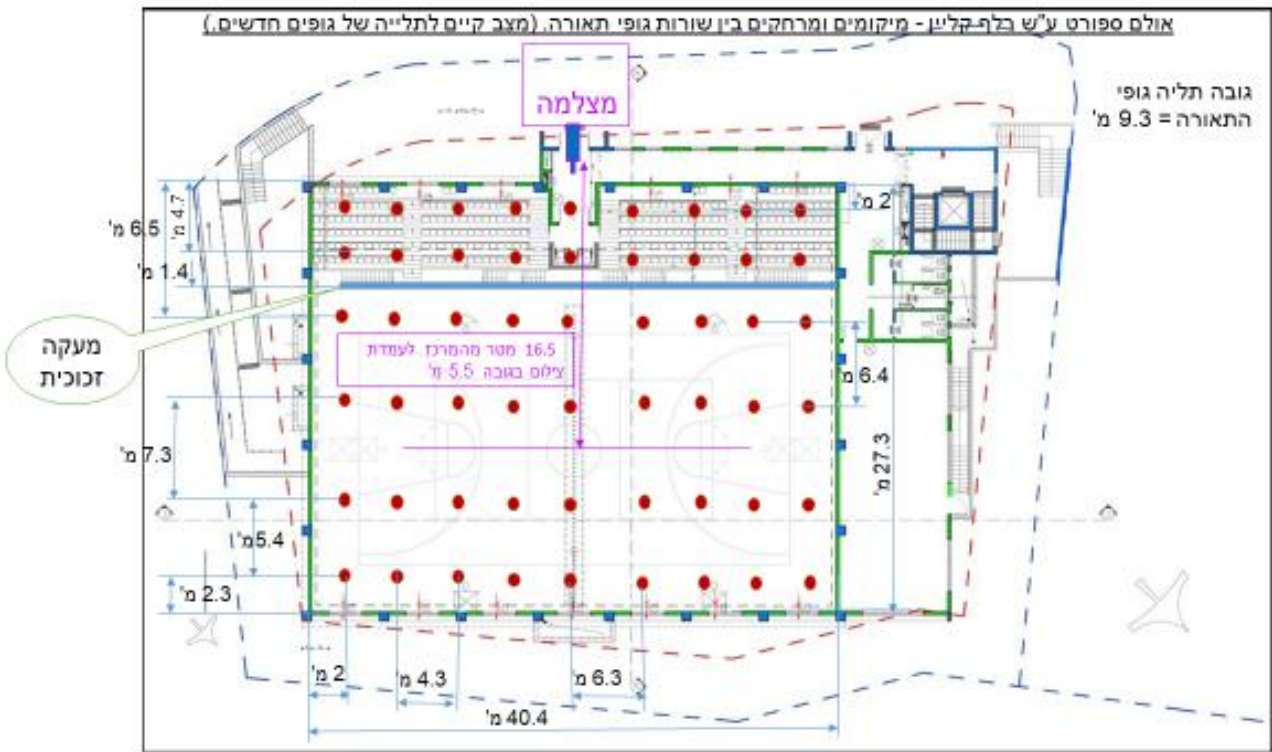 אולם ספורט ע"ש רלף קליין - מיקומים ומרחקים בין שורות גופי תאורה. (מצב קיים לתלייה של גופים חדשים.)
גובה תליה גופי
התאורה = 9.3 מ'
מצלמה
4.7 מ'
6.5 מ'
1.4 מ'
2 מ'
מעקה
זכוכית
16.5 מטר מהמרכז לעמדת
צילום בגובה 5.5 מ'
6.4 מ'
7.3 מ'
27.3 מ'
5.4 מ'
2.3 מ'
2 מ'
4.3 מ'
6.3 מ'
40.4 מ'